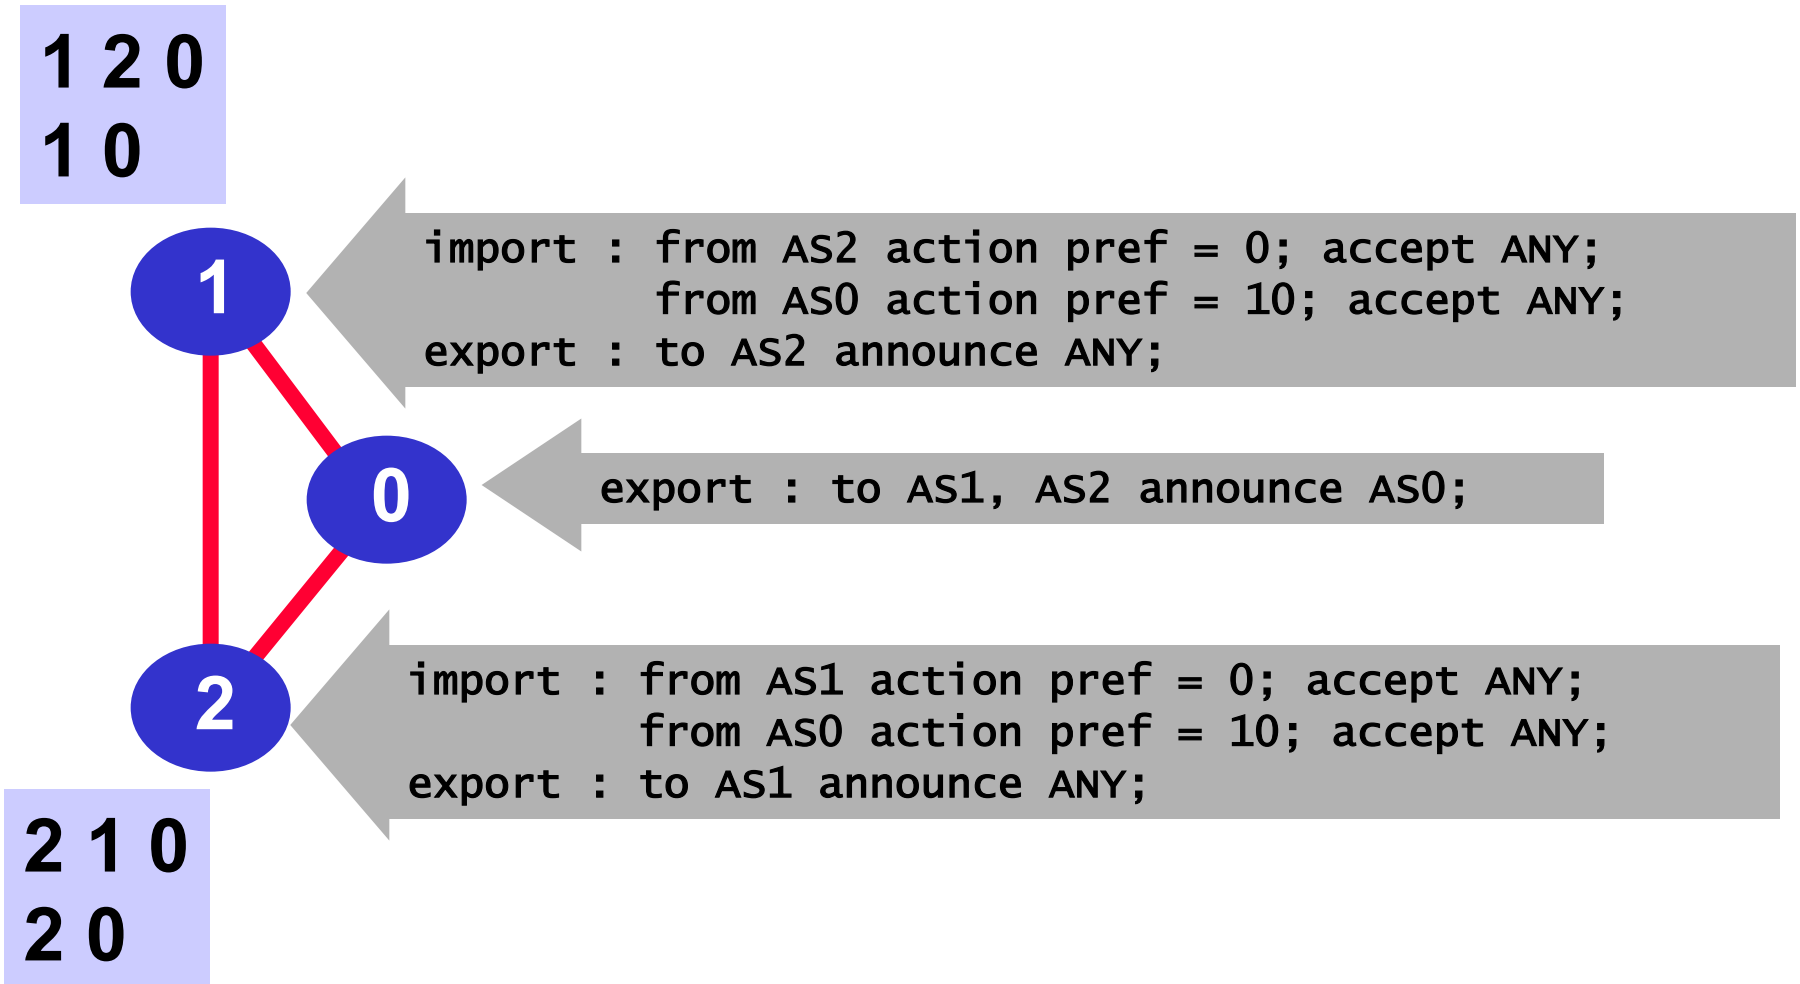 1 2 0
1 0
1
import : from AS2 action pref = 0; accept ANY;
from AS0 action pref = 10; accept ANY;
export : to AS2 announce ANY;
0
export : to AS1, AS2 announce AS0;
2
import : from AS1 action pref = 0; accept ANY;
from AS0 action pref = 10; accept ANY;
export : to AS1 announce ANY;
2 1 0
2 0